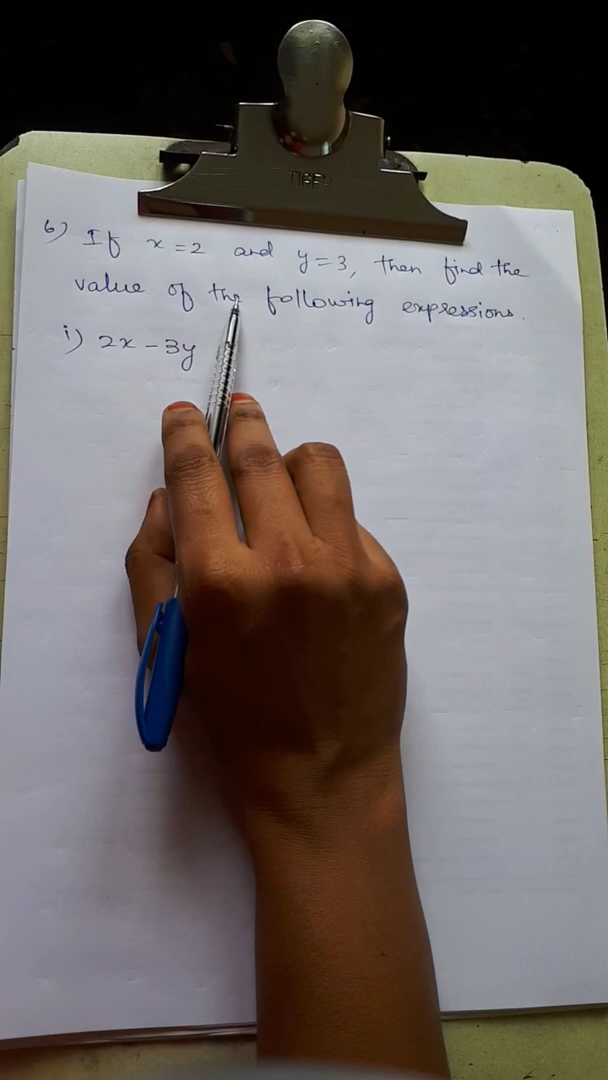 6) If x = 2 and y = 3, then find the
value of the following expressions.
i) 2x - 3y